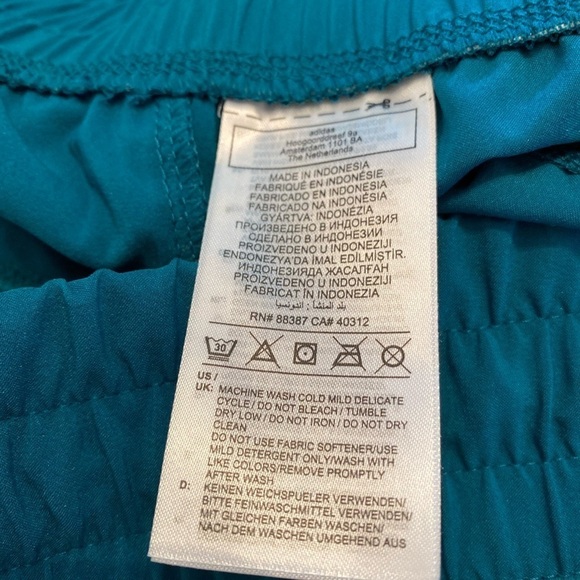 adidas
Hoogoorddreef 9a
Amsterdam 1101 BA
The Netherlands
MADE IN INDONESIA
FABRIQUÉ EN INDONÉSIE
FABRICADO EN INDONESIA
FABRICADO NA INDONÉSIA
GYÁRTVA: INDONÉZIA
ПРОИЗВЕДЕНО В ИНДОНЕЗИЯ
СДЕЛАНО В ИНДОНЕЗИИ
PROIZVEDENO U INDONEZIJI
ENDONEZYA'DA IMAL EDİLMİŞTİR.
ИНДОНЕЗИЯДА ЖАСАЛҒАН
PROIZVEDENO U INDONEZIJI
FABRICAT ÎN INDONEZIA
بلد المنشأ : اندونسيا
RN# 88387 CA# 40312
30
US /
UK: MACHINE WASH COLD MILD DELICATE
CYCLE / DO NOT BLEACH / TUMBLE
DRY LOW / DO NOT IRON / DO NOT DRY
CLEAN
DO NOT USE FABRIC SOFTENER/USE
MILD DETERGENT ONLY/WASH WITH
LIKE COLORS/REMOVE PROMPTLY
AFTER WASH
D: KEINEN WEICHSPUELER VERWENDEN/
BITTE FEINWASCHMITTEL VERWENDEN/
MIT GLEICHEN FARBEN WASCHEN/
NACH DEM WASCHEN UMGEHEND AUS